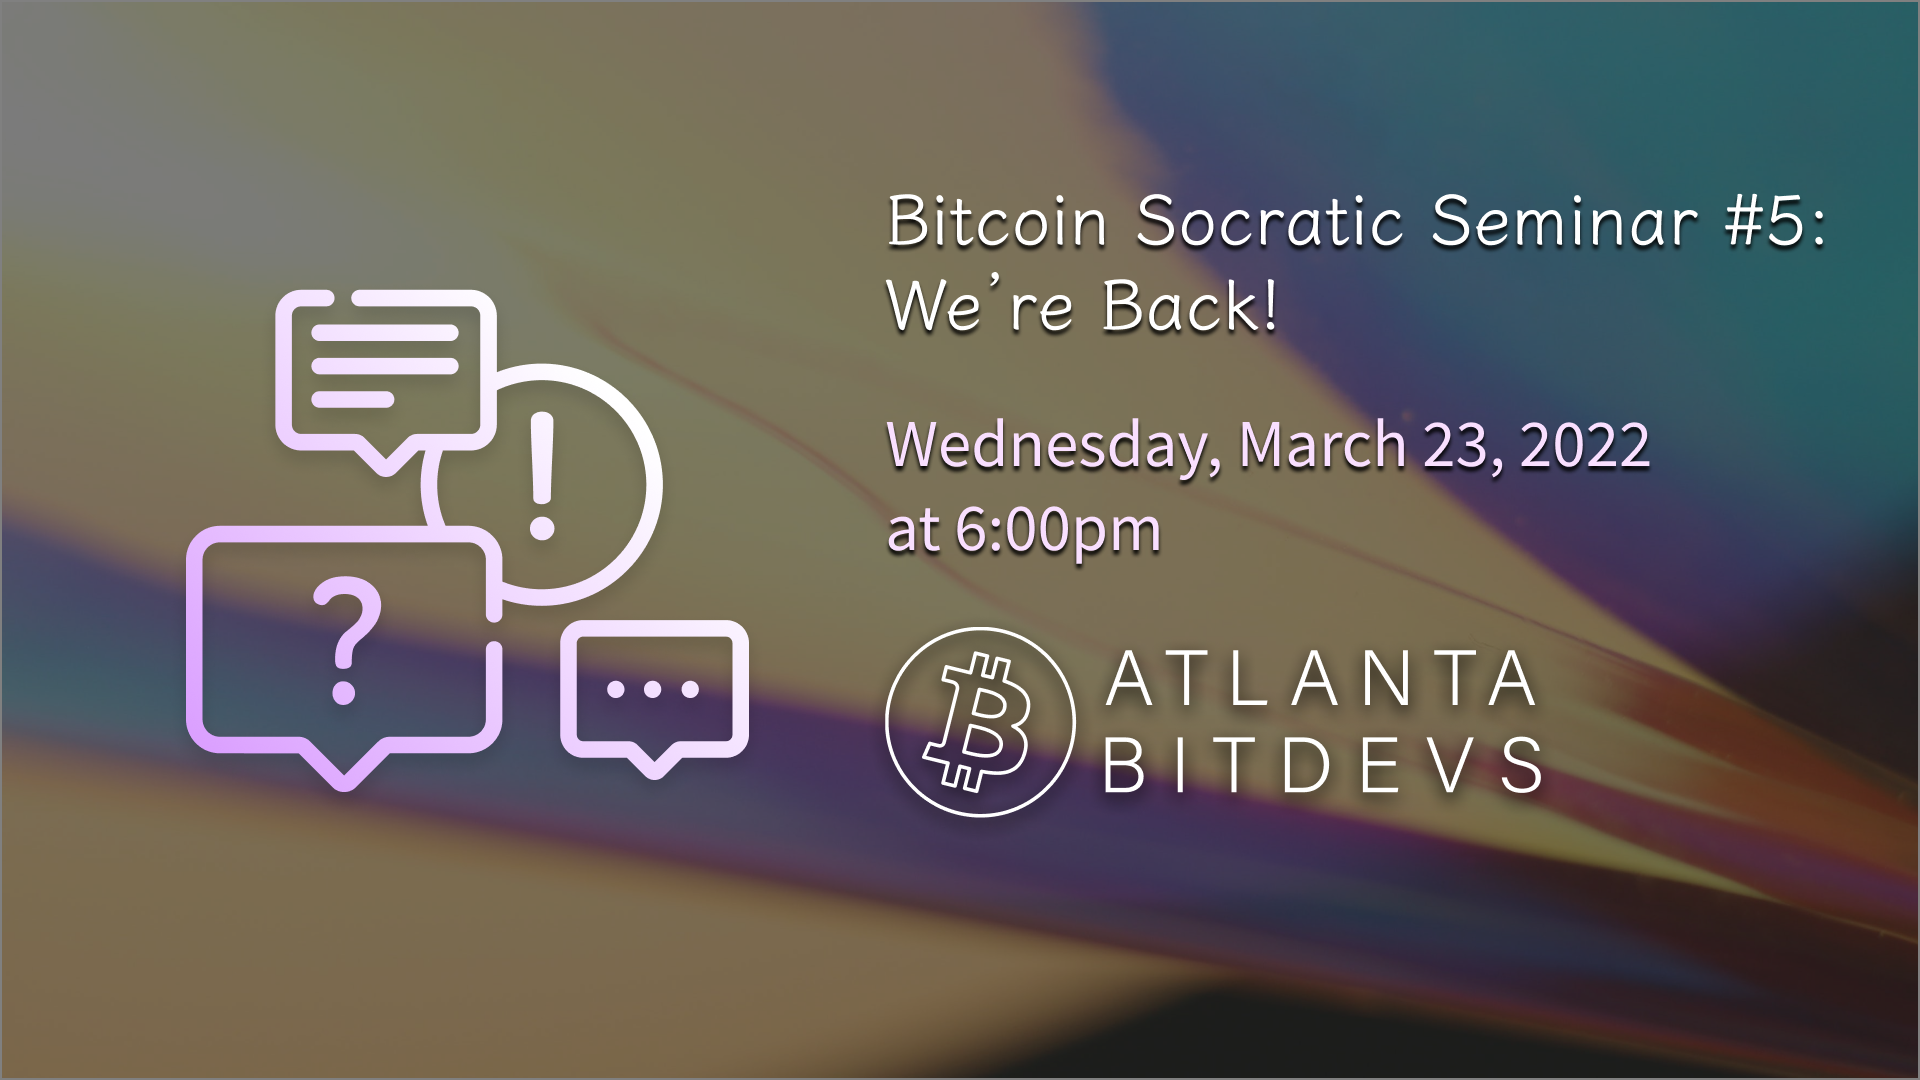 Bitcoin Socratic Seminar #5:
We’re Back!
Wednesday, March 23, 2022
at 6:00pm
ATLANTA
BITDEVS